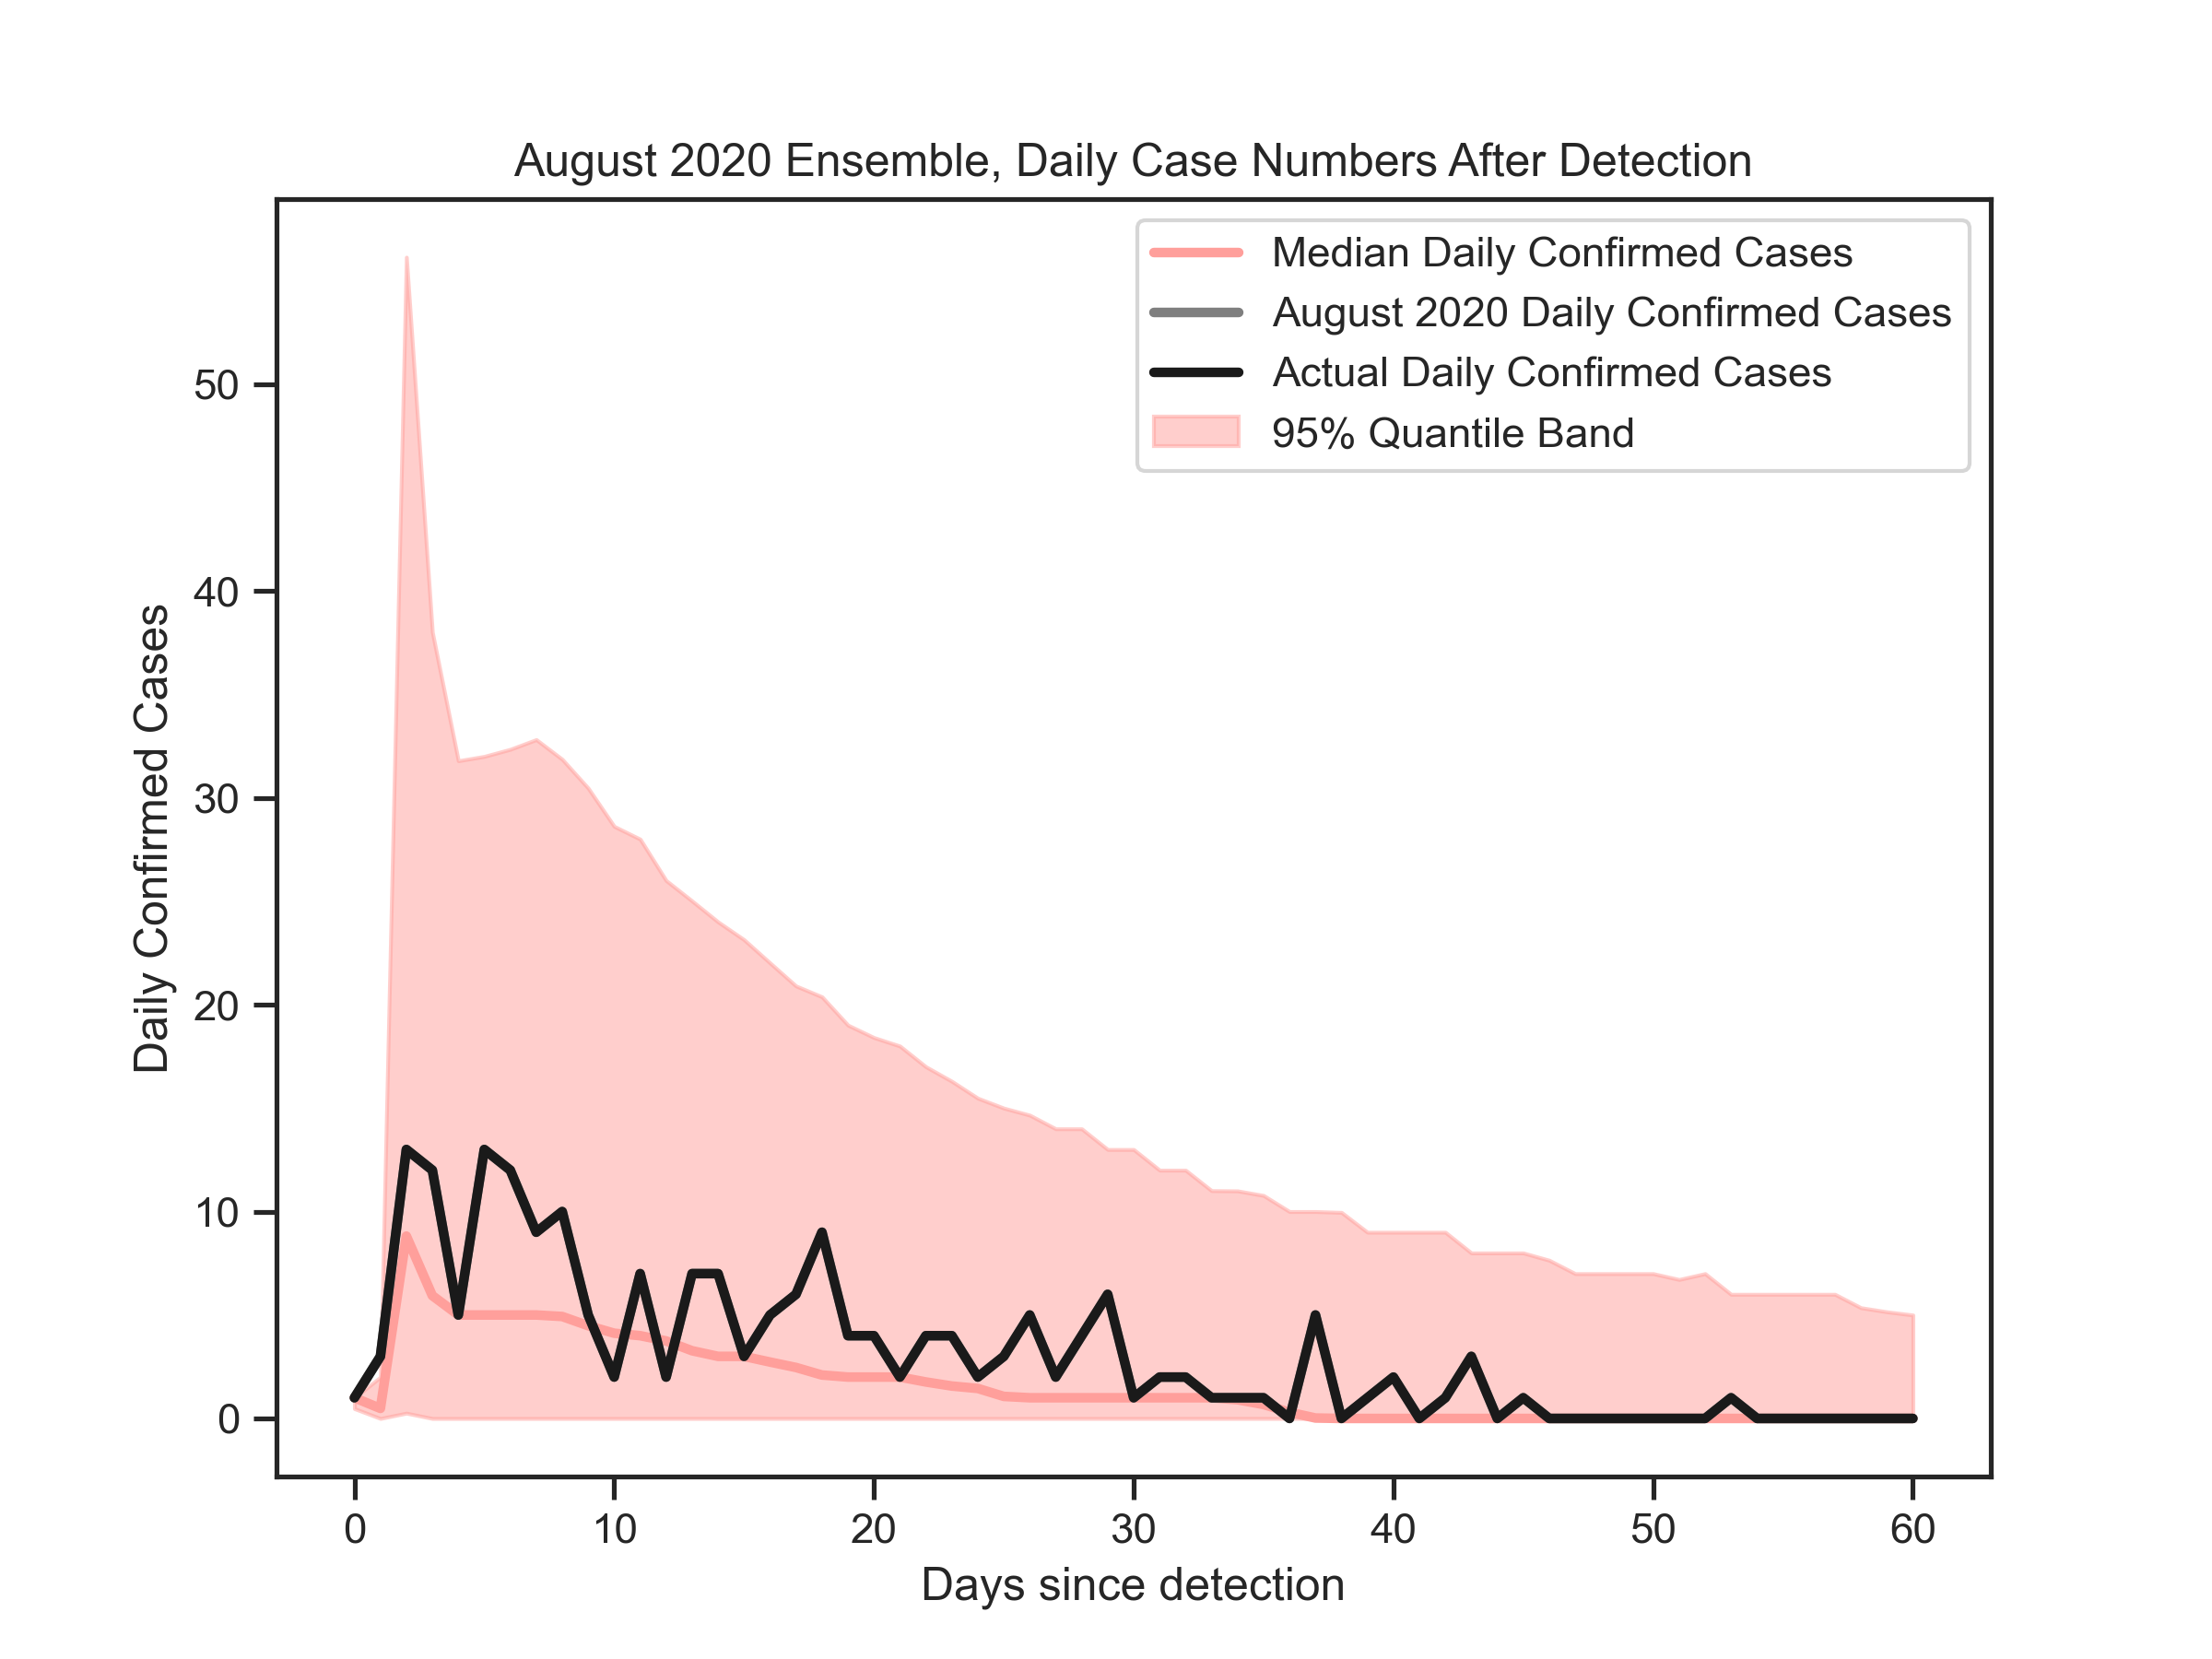 August 2020 Ensemble, Daily Case Numbers After Detection
Median Daily Confirmed Cases
August 2020 Daily Confirmed Cases
Actual Daily Confirmed Cases
95% Quantile Band
Daily Confirmed Cases
50
40
30
20
10
0
0 10 20 30 40 50 60
Days since detection